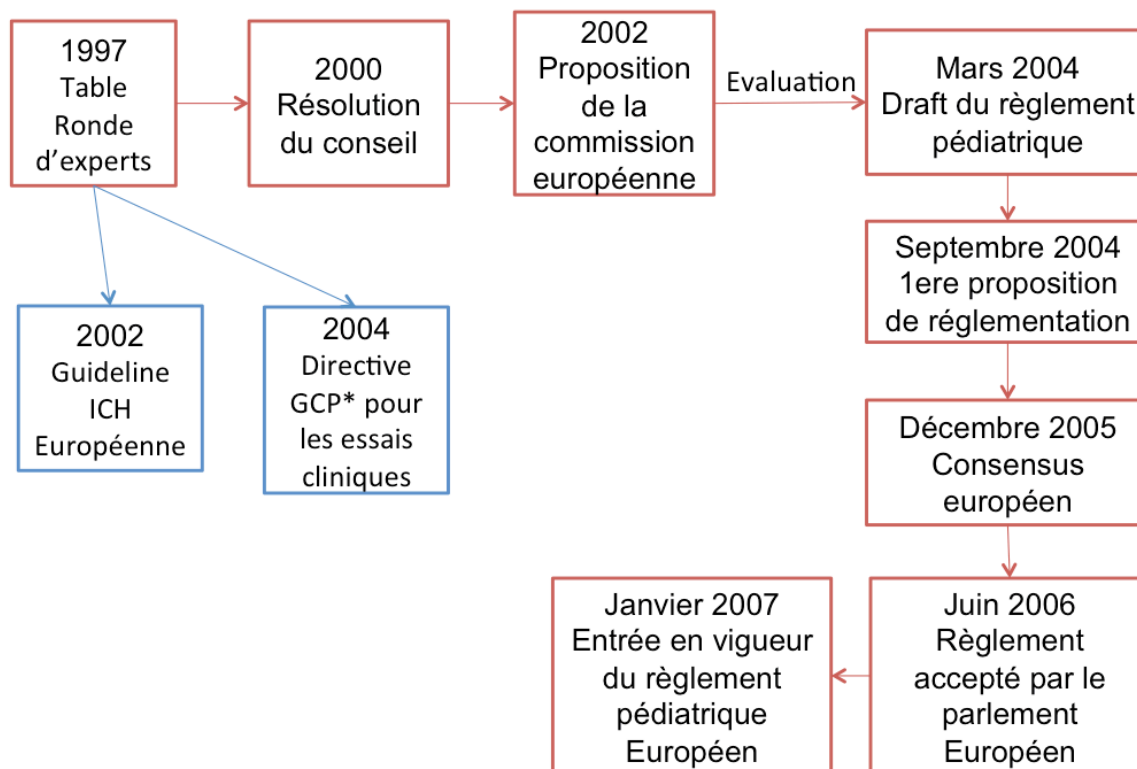 1997
Table
Ronde
d'experts
2000
Résolution
du conseil
2002
Proposition
de la
commission
européenne
Evaluation
Mars 2004
Draft du règlement
pédiatrique
Septembre 2004
1ere proposition
de réglementation
2002
Guideline
ICH
Européenne
2004
Directive
GCP* pour
les essais
cliniques
Décembre 2005
Consensus
européen
Juin 2006
Règlement
accepté par le
parlement
Européen
Janvier 2007
Entrée en vigueur
du règlement
pédiatrique
Européen